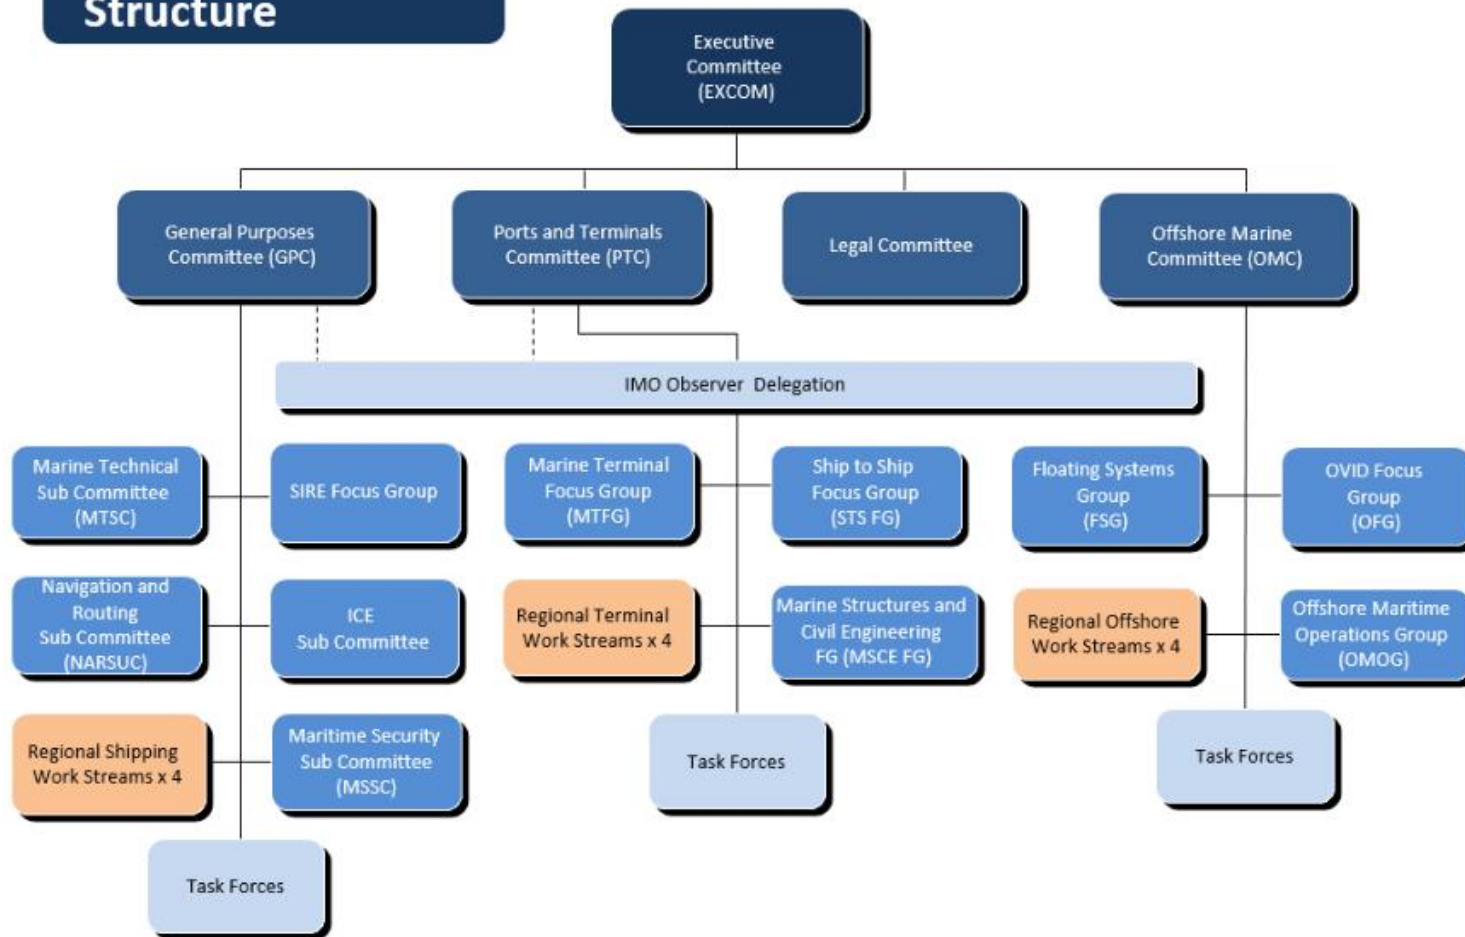 Structure
Executive
Committee
(EXCOM)
General Purposes
Committee (GPC)
Ports and Terminals
Committee (PTC)
Legal Committee
Offshore Marine
Committee (OMC)
IMO Observer Delegation
Marine Technical
Sub Committee
(MTSC)
SIRE Focus Group
Marine Terminal
Focus Group
(MTFG)
Ship to Ship
Focus Group
(STS FG)
Floating Systems
Group
(FSG)
OVID Focus
Group
(OFG)
Navigation and
Routing
Sub Committee
(NARSUC)
ICE
Sub Committee
Regional Terminal
Work Streams x 4
Marine Structures and
Civil Engineering
FG (MSCE FG)
Regional Offshore
Work Streams x 4
Offshore Maritime
Operations Group
(OMOG)
Regional Shipping
Work Streams x 4
Maritime Security
Sub Committee
(MSSC)
Task Forces
Task Forces
Task Forces